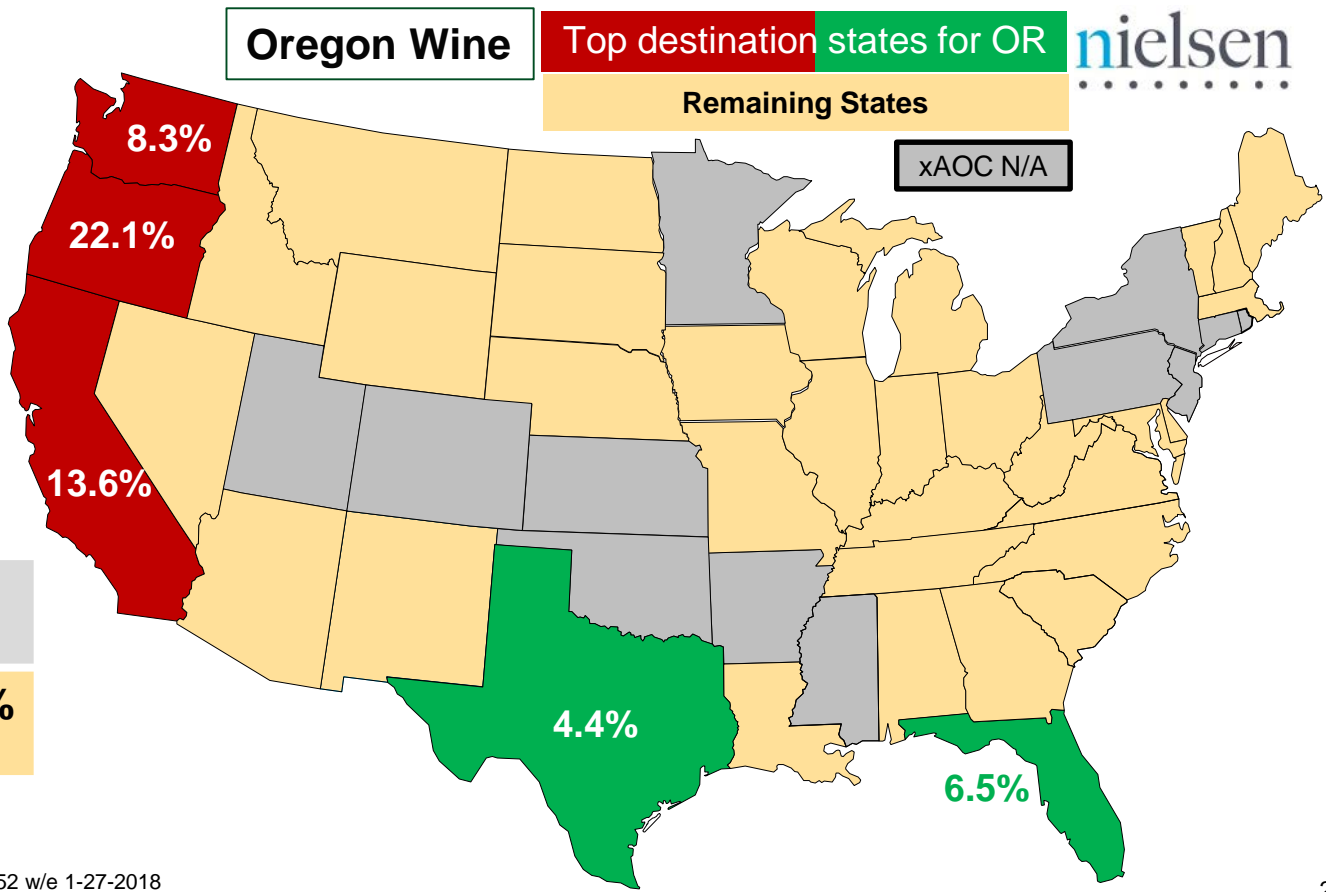 Oregon Wine
Top destination states for OR
nielsen
Remaining States
xAOC N/A
8.3%
22.1%
13.6%
%
4.4%
6.5%
52 w/e 1-27-2018